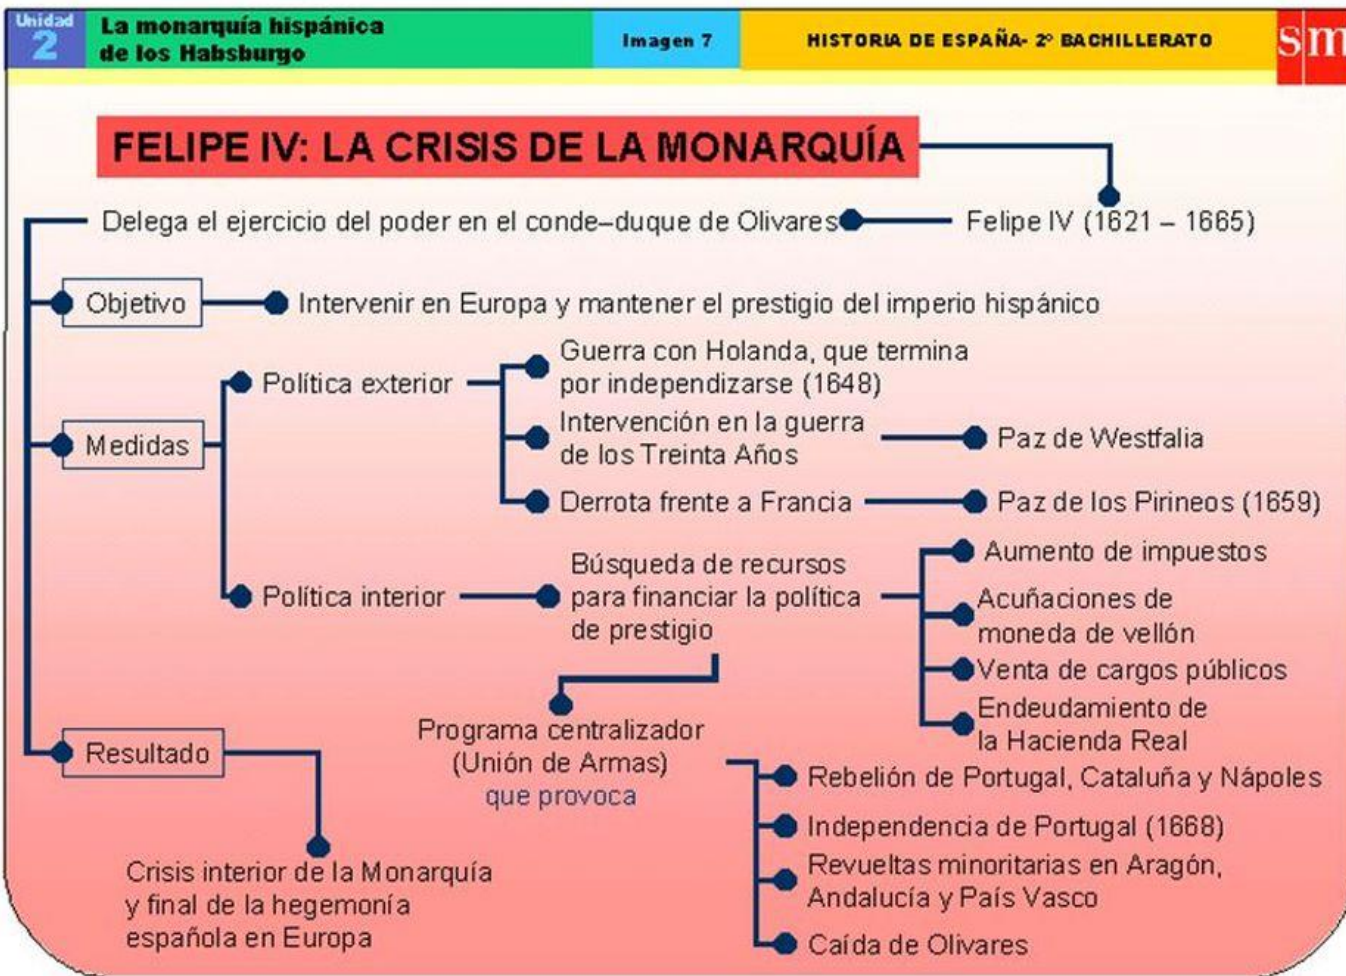 Unidad
2
La monarquía hispánica
de los Habsburgo
Imagen 7
HISTORIA DE ESPAÑA- 2º BACHILLERATO
sm
FELIPE IV: LA CRISIS DE LA MONARQUÍA
Delega el ejercicio del poder en el conde–duque de Olivares
Felipe IV (1621 – 1665)
Objetivo
Intervenir en Europa y mantener el prestigio del imperio hispánico
Medidas
Política exterior
Guerra con Holanda, que termina
por independizarse (1648)
Intervención en la guerra
de los Treinta Años
Paz de Westfalia
Derrota frente a Francia
Paz de los Pirineos (1659)
Política interior
Búsqueda de recursos
para financiar la política
de prestigio
Aumento de impuestos
Acuñaciones de
moneda de vellón
Venta de cargos públicos
Endeudamiento de
la Hacienda Real
Programa centralizador
(Unión de Armas)
que provoca
Rebelión de Portugal, Cataluña y Nápoles
Independencia de Portugal (1668)
Revueltas minoritarias en Aragón,
Andalucía y País Vasco
Caída de Olivares
Resultado
Crisis interior de la Monarquía
y final de la hegemonía
española en Europa